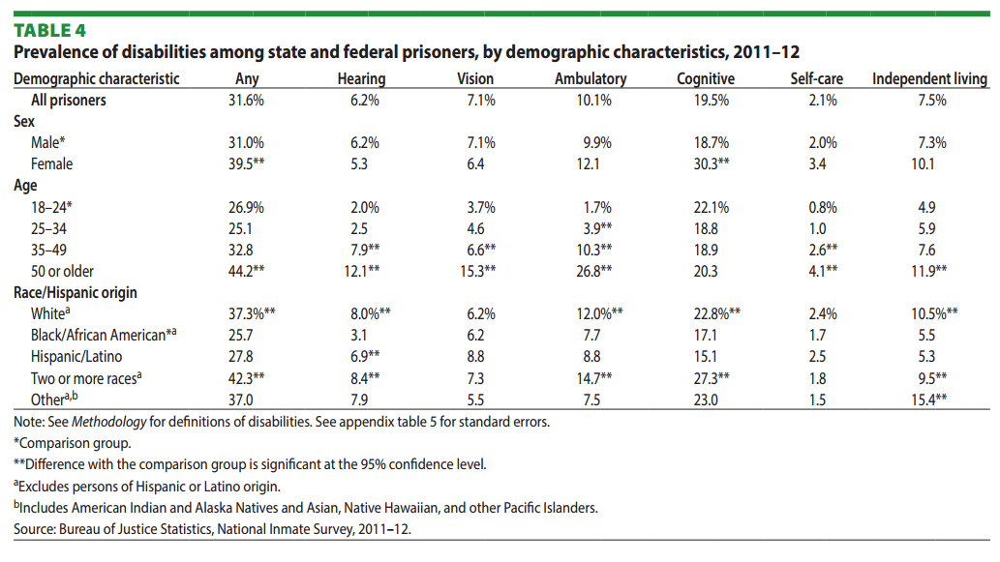 TABLE 4
Prevalence of disabilities among state and federal prisoners, by demographic characteristics, 2011–12
Demographic characteristic Any Hearing Vision Ambulatory Cognitive Self-care Independent living
All prisoners 31.6% 6.2% 7.1% 10.1% 19.5% 2.1% 7.5%
Sex
Male* 31.0% 6.2% 7.1% 9.9% 18.7% 2.0% 7.3%
Female 39.5** 5.3 6.4 12.1 30.3** 3.4 10.1
Age
18–24* 26.9% 2.0% 3.7% 1.7% 22.1% 0.8% 4.9
25–34 25.1 2.5 4.6 3.9** 18.8 1.0 5.9
35–49 32.8 7.9** 6.6** 10.3** 18.9 2.6** 7.6
50 or older 44.2** 12.1** 15.3** 26.8** 20.3 4.1** 11.9**
Race/Hispanic origin
Whiteᵃ 37.3%** 8.0%** 6.2% 12.0%** 22.8%** 2.4% 10.5%**
Black/African American*ᵃ 25.7 3.1 6.2 7.7 17.1 1.7 5.5
Hispanic/Latino 27.8 6.9** 8.8 8.8 15.1 2.5 5.3
Two or more racesᵃ 42.3** 8.4** 7.3 14.7** 27.3** 1.8 9.5**
Otherᵃ,ᵇ 37.0 7.9 5.5 7.5 23.0 1.5 15.4**
Note: See Methodology for definitions of disabilities. See appendix table 5 for standard errors.
*Comparison group.
**Difference with the comparison group is significant at the 95% confidence level.
ᵃExcludes persons of Hispanic or Latino origin.
ᵇIncludes American Indian and Alaska Natives and Asian, Native Hawaiian, and other Pacific Islanders.
Source: Bureau of Justice Statistics, National Inmate Survey, 2011–12.